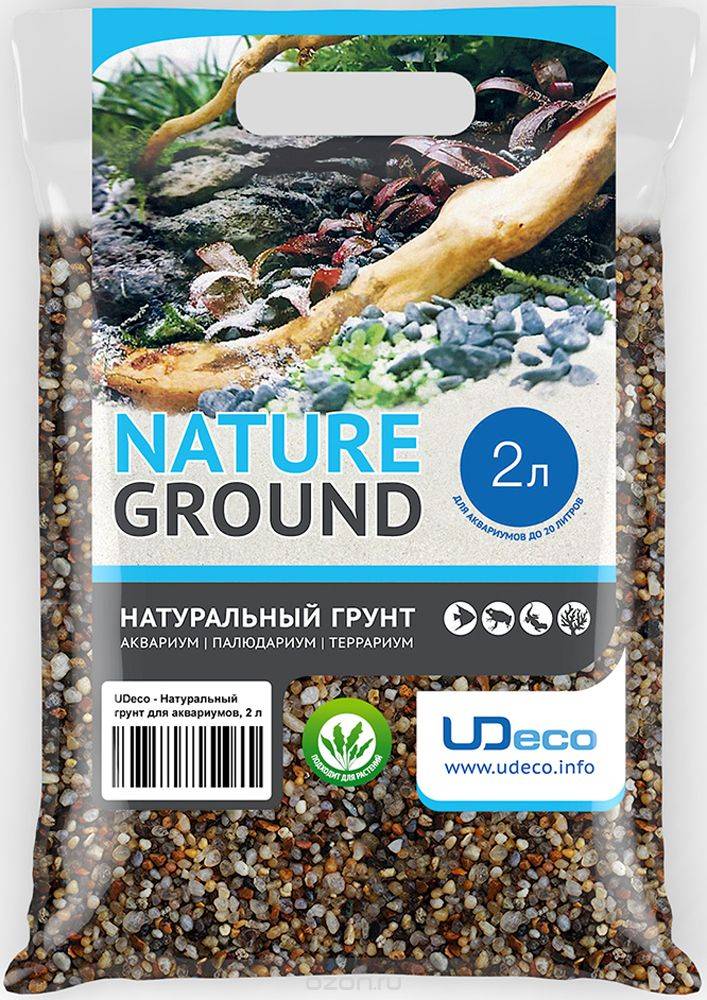 NATURE
GROUND
2л
ДЛЯ АКВАРИУМОВ ДО 20 ЛИТРОВ
НАТУРАЛЬНЫЙ ГРУНТ
АКВАРИУМ | ПАЛЮДАРИУМ | ТЕРРАРИУМ
UDeco - Натуральный
грунт для аквариумов, 2 л
ПОДХОДИТ ДЛЯ РАСТЕНИЙ
UDeco
www.udeco.info
ozon.ru